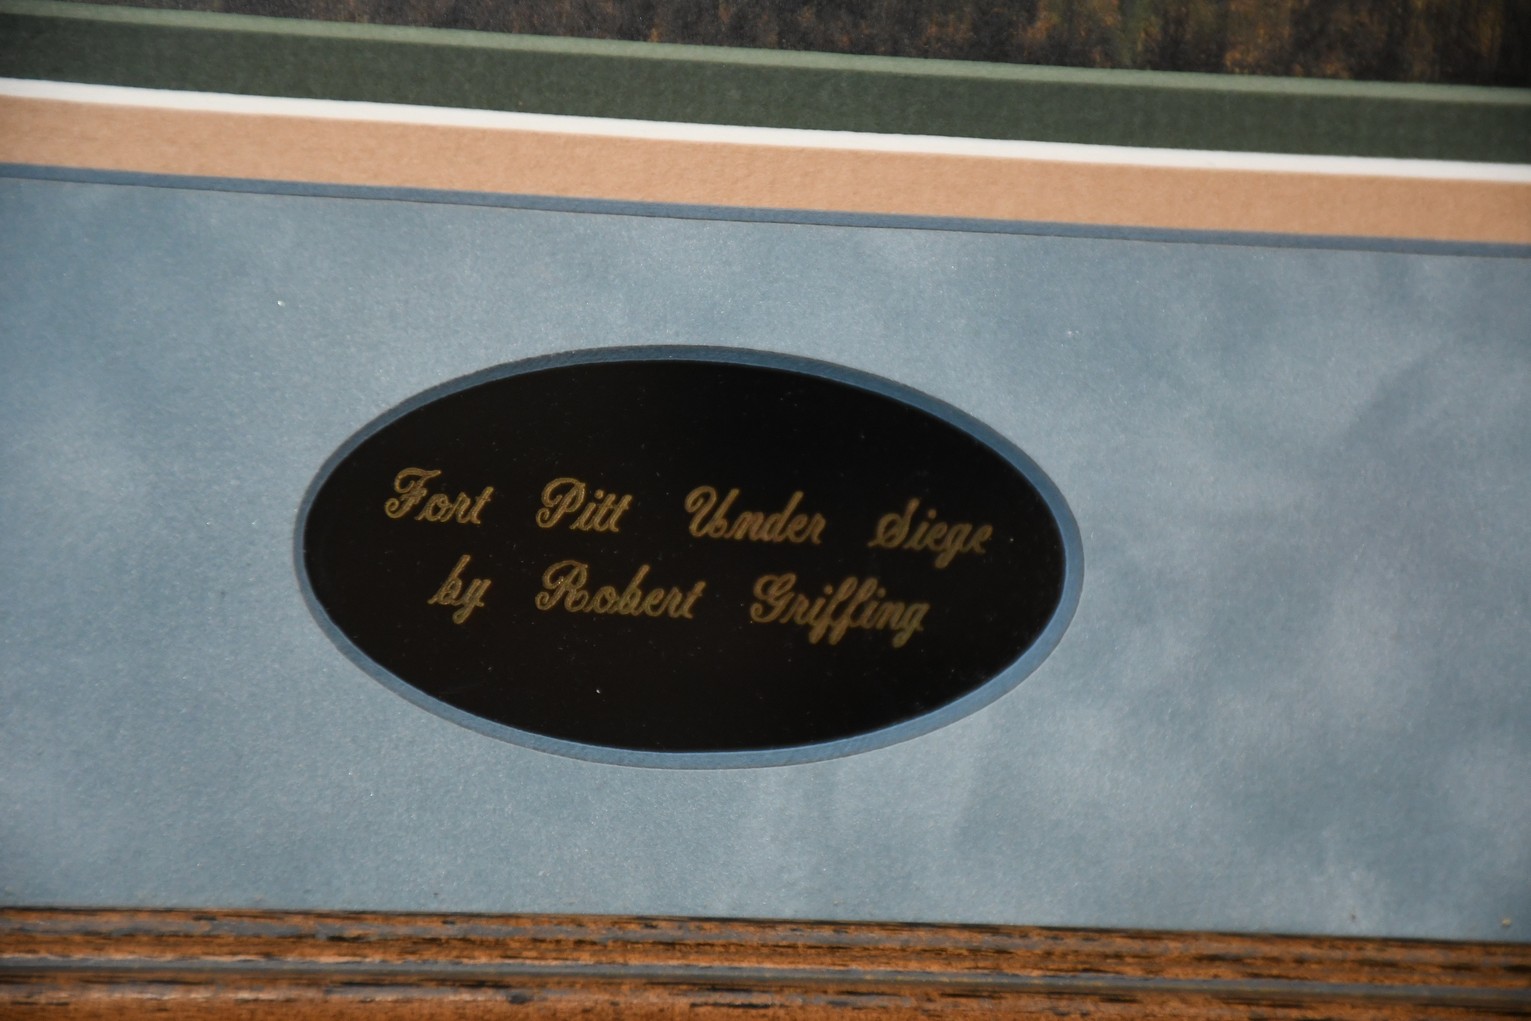 Fort Pitt Under Siege
by Robert Griffing